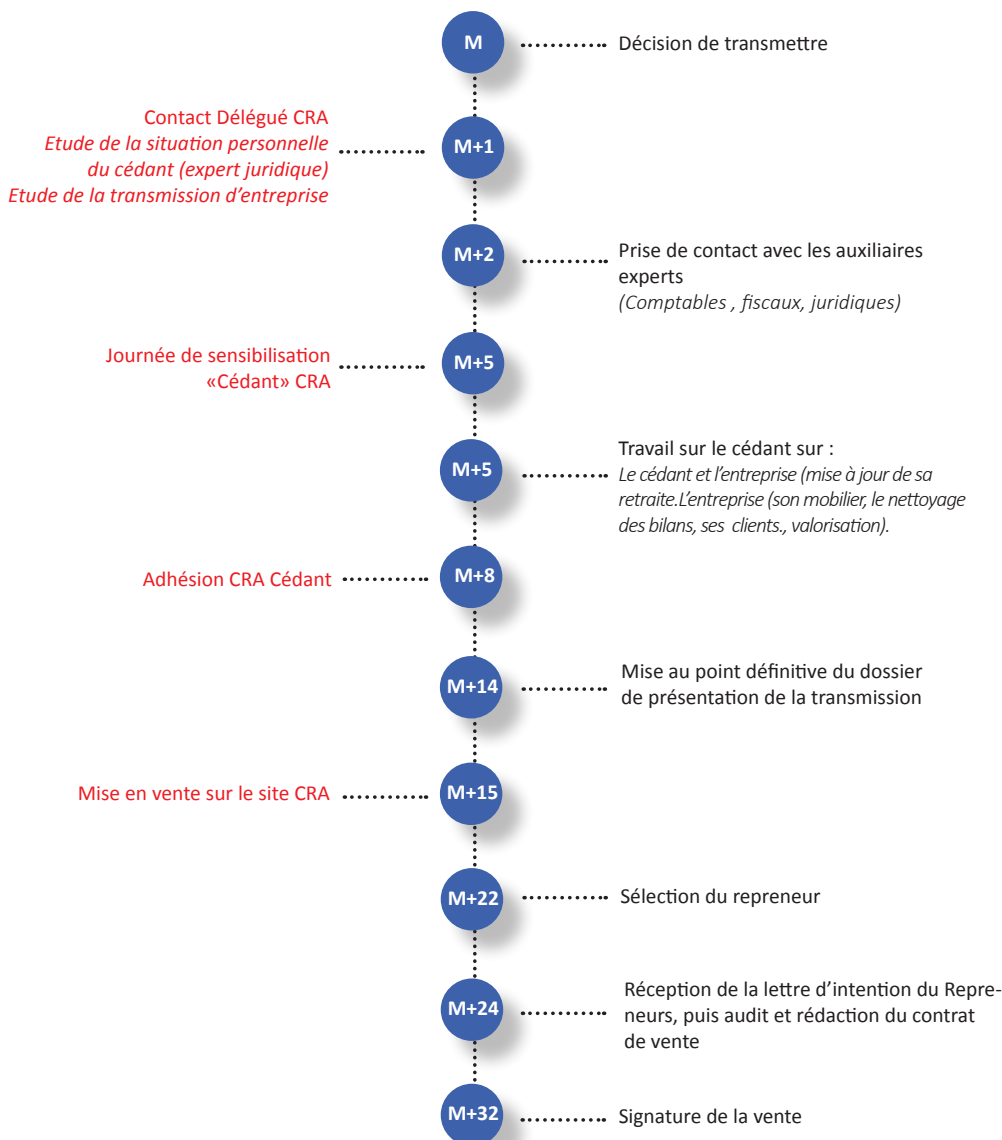 M
Décision de transmettre
Contact Délégué CRA
Etude de la situation personnelle
du cédant (expert juridique)
Etude de la transmission d’entreprise
M+1
M+2
Prise de contact avec les auxiliaires
experts
(Comptables , fiscaux, juridiques)
Journée de sensibilisation
«Cédant» CRA
M+5
M+5
Travail sur le cédant sur :
Le cédant et l’entreprise (mise à jour de sa
retraite.L’entreprise (son mobilier, le nettoyage
des bilans, ses clients., valorisation).
Adhésion CRA Cédant
M+8
M+14
Mise au point définitive du dossier
de présentation de la transmission
Mise en vente sur le site CRA
M+15
M+22
Sélection du repreneur
M+24
Réception de la lettre d’intention du Repre-
neurs, puis audit et rédaction du contrat
de vente
M+32
Signature de la vente